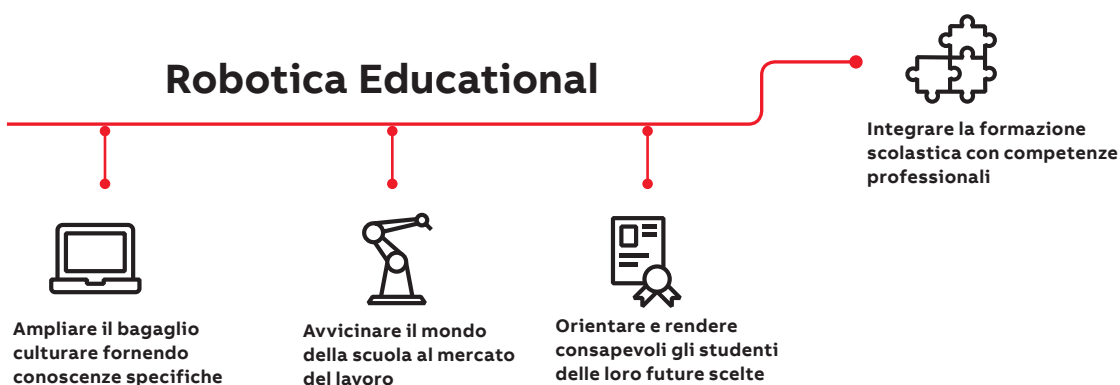 Robotica Educational
Integrare la formazione
scolastica con competenze
professionali
Ampliare il bagaglio
culturare fornendo
conoscenze specifiche
Avvicinare il mondo
della scuola al mercato
del lavoro
Orientare e rendere
consapevoli gli studenti
delle loro future scelte